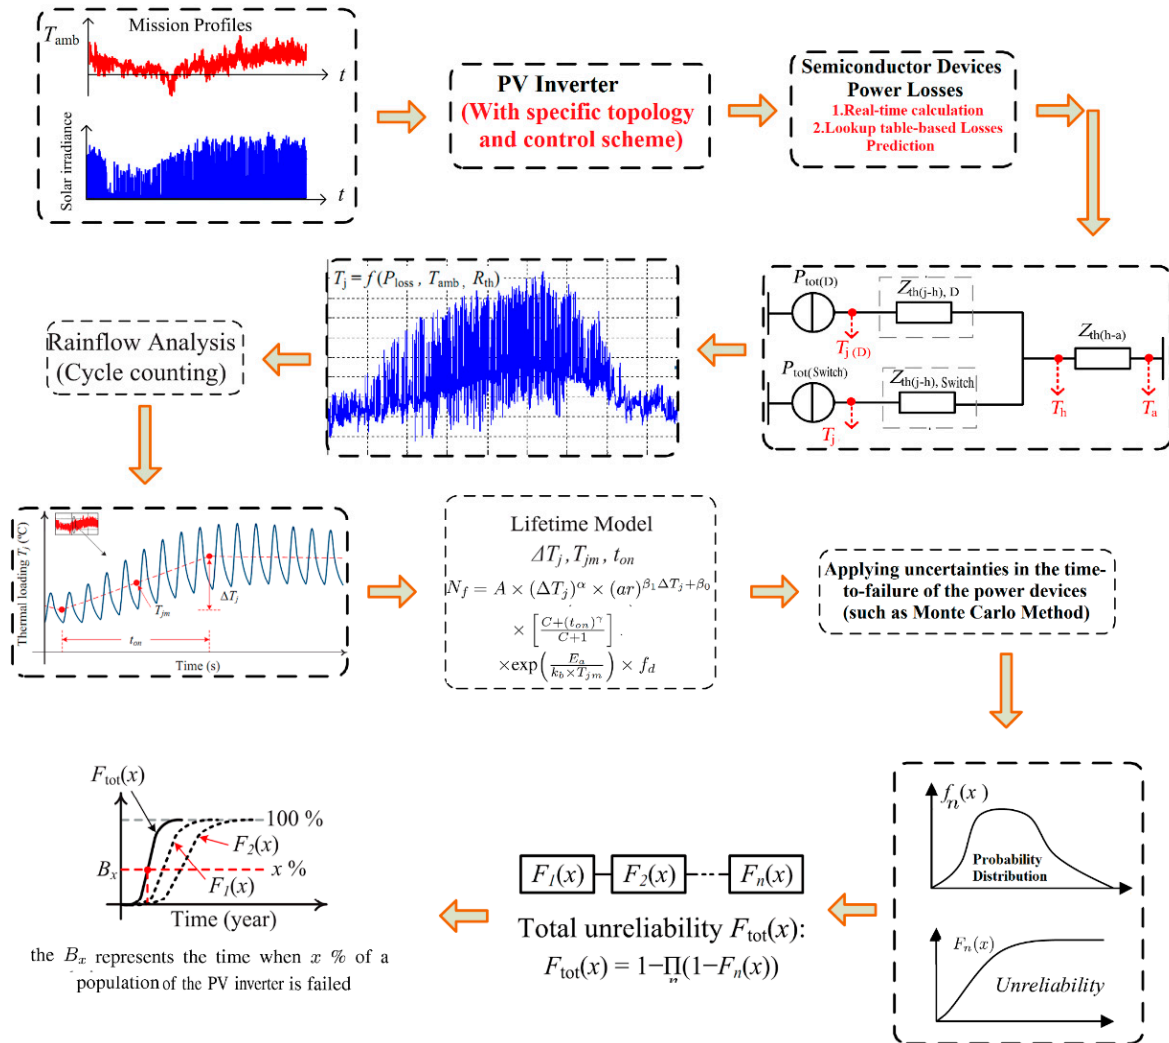 Mission Profiles
T_amb
t
Solar irradiance
t
PV Inverter
(With specific topology
and control scheme)
Semiconductor Devices
Power Losses
1.Real-time calculation
2.Lookup table-based Losses
Prediction
P_tot(D)
Z_th(j-h), D
T_j (D)
Z_th(h-a)
P_tot(Switch)
Z_th(j-h), Switch
T_j
T_h
T_a
T_j = f(P_loss , T_amb, R_th)
Rainflow Analysis
(Cycle counting)
Thermal loading T_j (ºC)
ΔT_j
T_jm
t_on
Time (s)
Lifetime Model
ΔT_j, T_jm, t_on
N_f = A × (ΔT_j)^α × (ar)^(β_1ΔT_j+β_0)
× [(C+(t_on)^γ)/(C+1)] .
×exp(E_a/(k_b×T_jm)) × f_d
Applying uncertainties in the time-
to-failure of the power devices
(such as Monte Carlo Method)
f_n(x)
Probability
Distribution
F_n(x)
Unreliability
F_1(x) F_2(x) F_n(x)
Total unreliability F_tot(x):
F_tot(x) = 1−∏_n(1−F_n(x))
F_tot(x)
100 %
F_2(x)
B_x
x %
F_1(x)
Time (year)
the B_x represents the time when x % of a
population of the PV inverter is failed